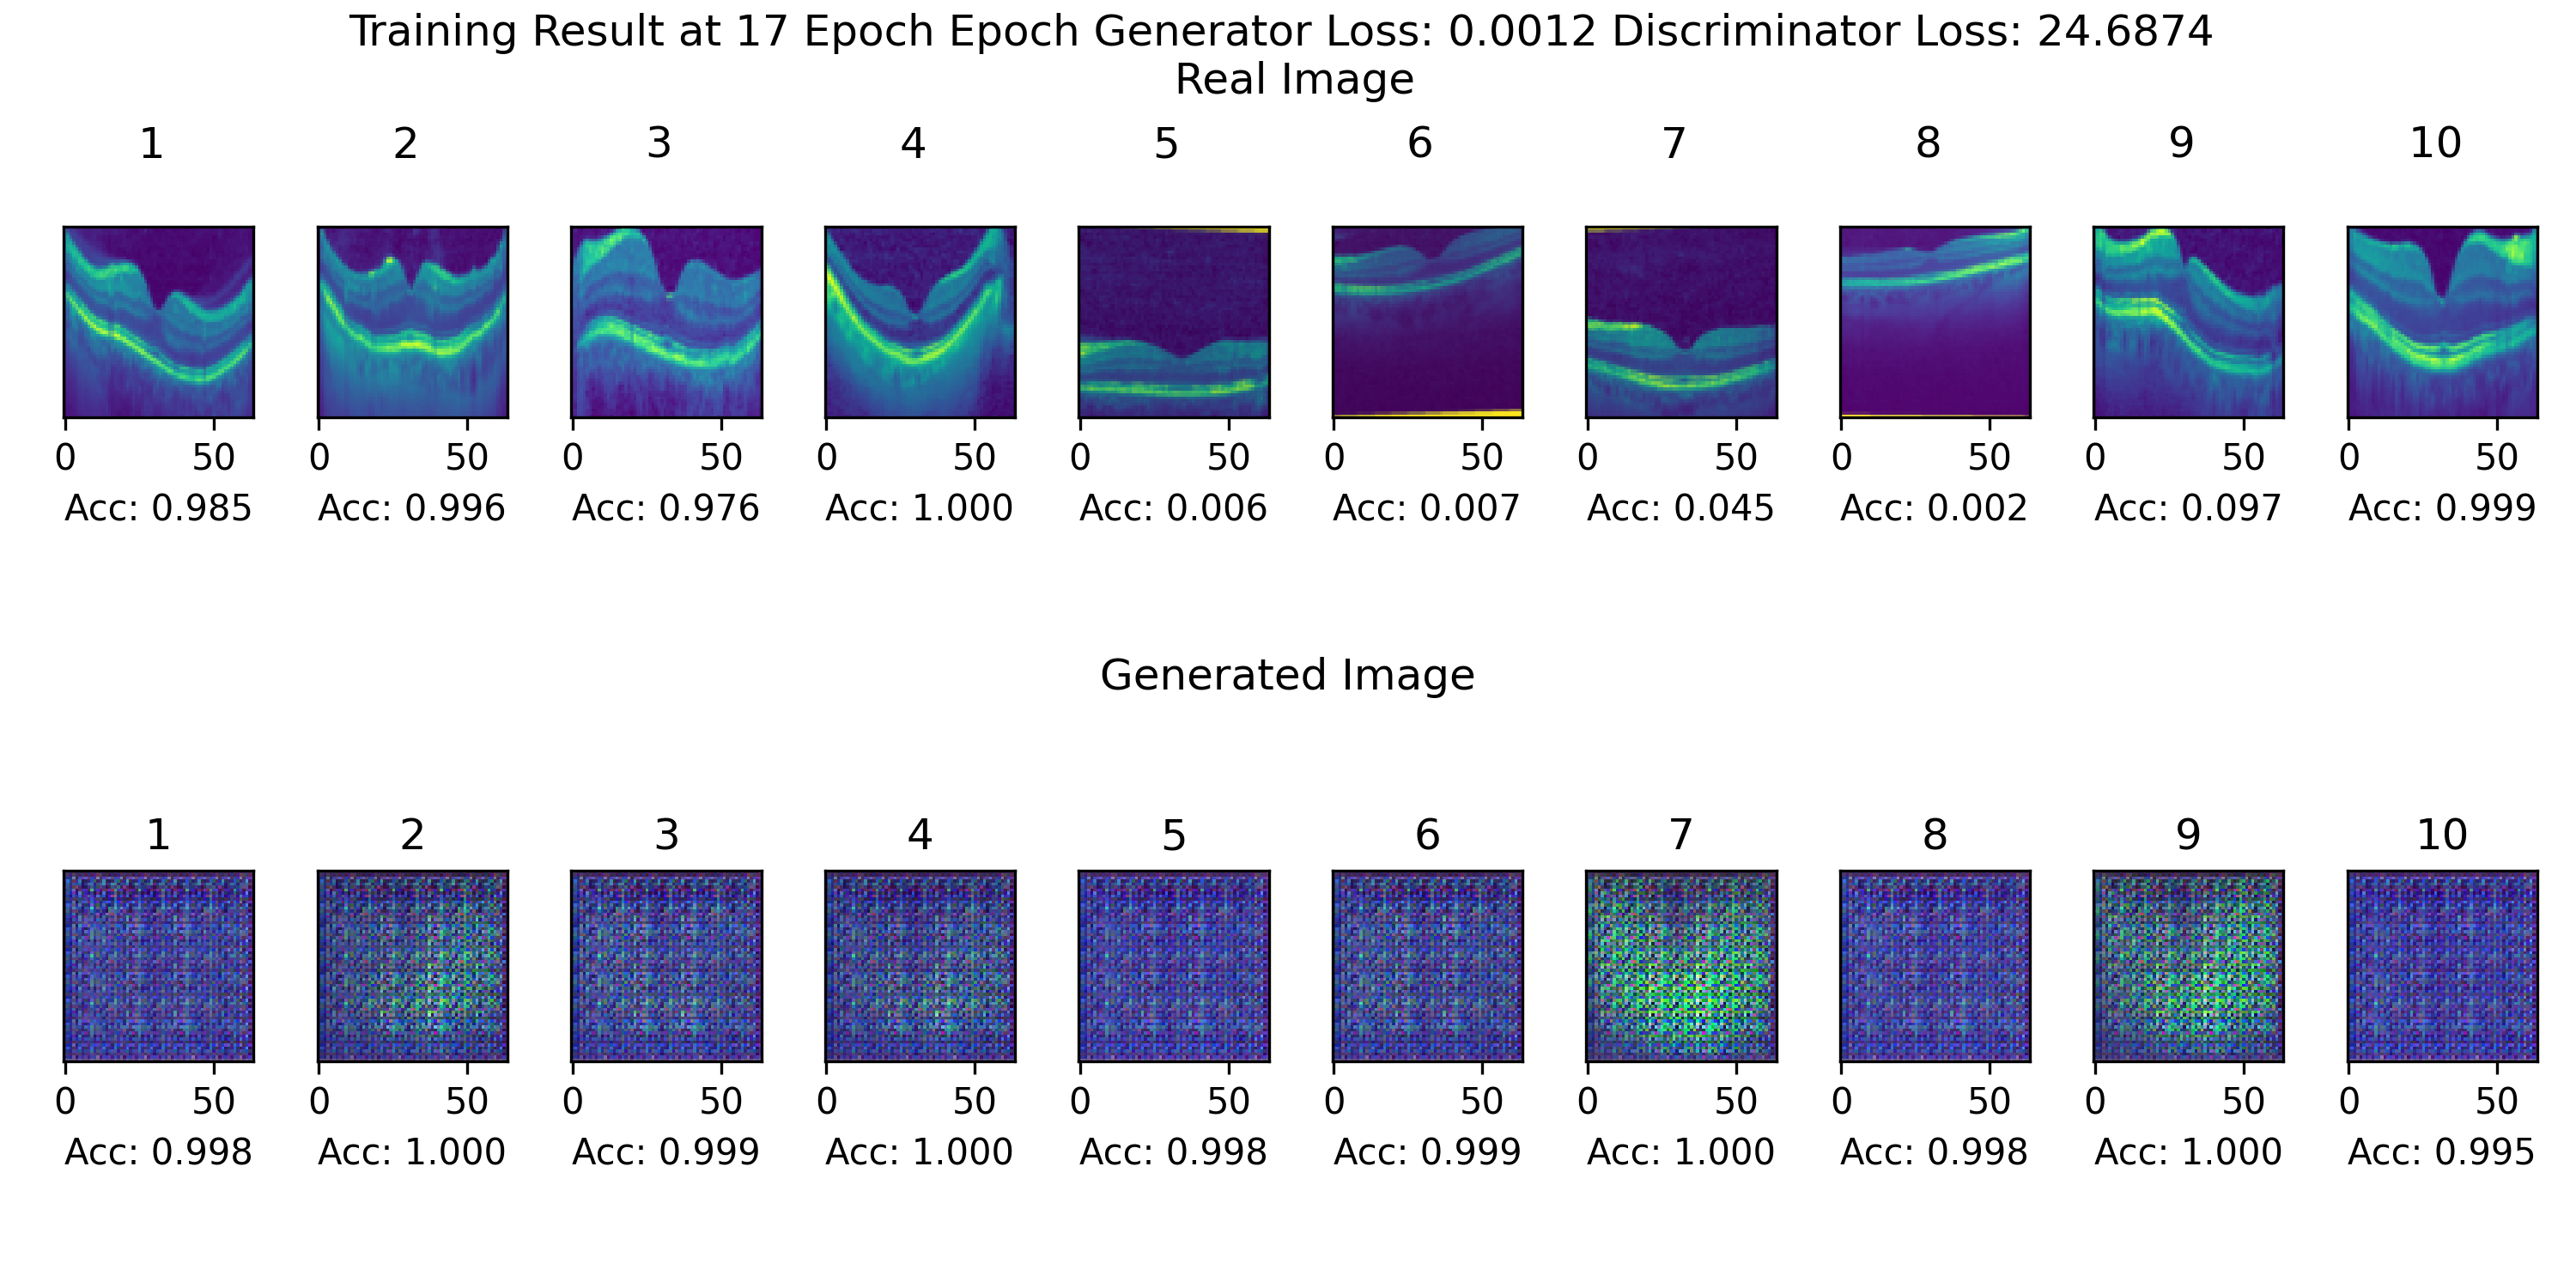 Training Result at 17 Epoch Epoch Generator Loss: 0.0012 Discriminator Loss: 24.6874
Real Image
1 2 3 4 5 6 7 8 9 10
0 50 0 50 0 50 0 50 0 50 0 50 0 50 0 50 0 50 0 50
Acc: 0.985 Acc: 0.996 Acc: 0.976 Acc: 1.000 Acc: 0.006 Acc: 0.007 Acc: 0.045 Acc: 0.002 Acc: 0.097 Acc: 0.999
Generated Image
1 2 3 4 5 6 7 8 9 10
0 50 0 50 0 50 0 50 0 50 0 50 0 50 0 50 0 50 0 50
Acc: 0.998 Acc: 1.000 Acc: 0.999 Acc: 1.000 Acc: 0.998 Acc: 0.999 Acc: 1.000 Acc: 0.998 Acc: 1.000 Acc: 0.995